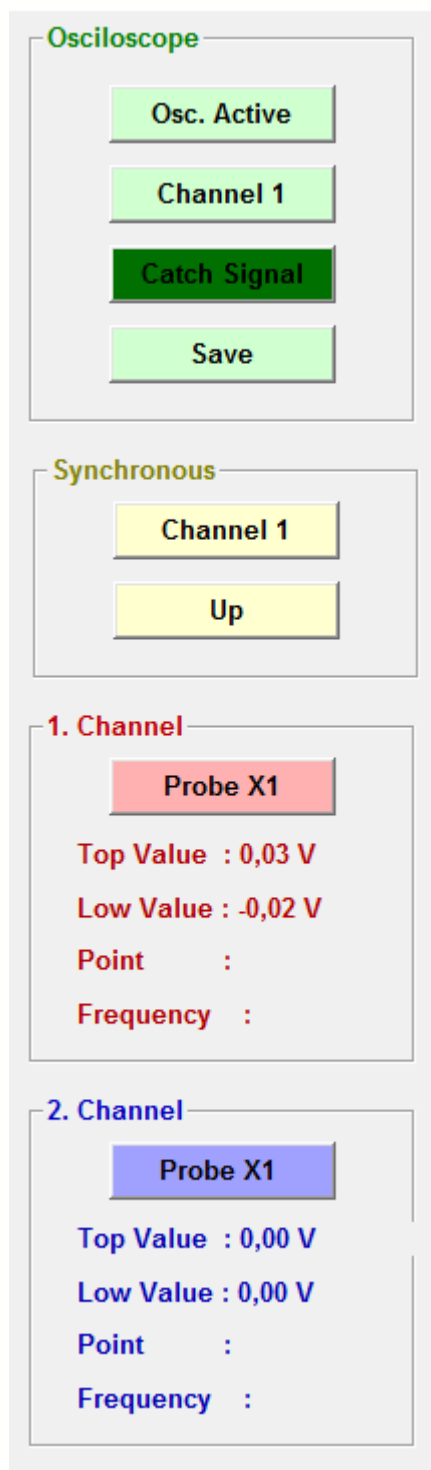 Osciloscope
Osc. Active
Channel 1
Catch Signal
Save
Synchronous
Channel 1
Up
1. Channel
Probe X1
Top Value : 0,03 V
Low Value : -0,02 V
Point :
Frequency :
2. Channel
Probe X1
Top Value : 0,00 V
Low Value : 0,00 V
Point :
Frequency :